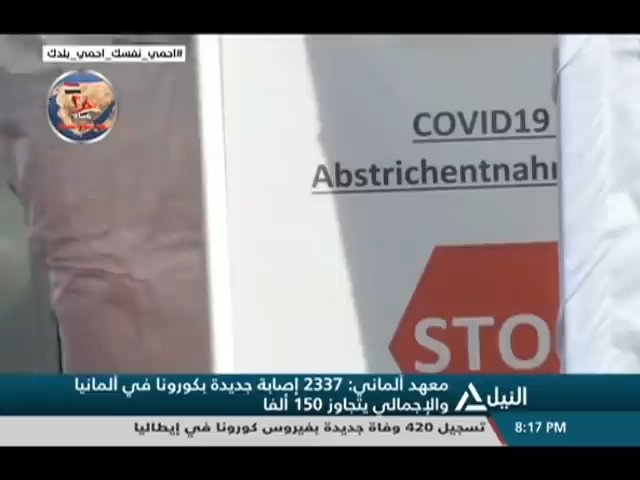 #احمي_نفسك_احمي_بلدك
COVID19
Abstrichentnahm
STO
معهد ألماني: 2337 إصابة جديدة بكورونا في ألمانيا
والإجمالي يتجاوز 150 ألفا
النيل
تسجيل 420 وفاة جديدة بفيروس كورونا في إيطاليا
8:17 PM